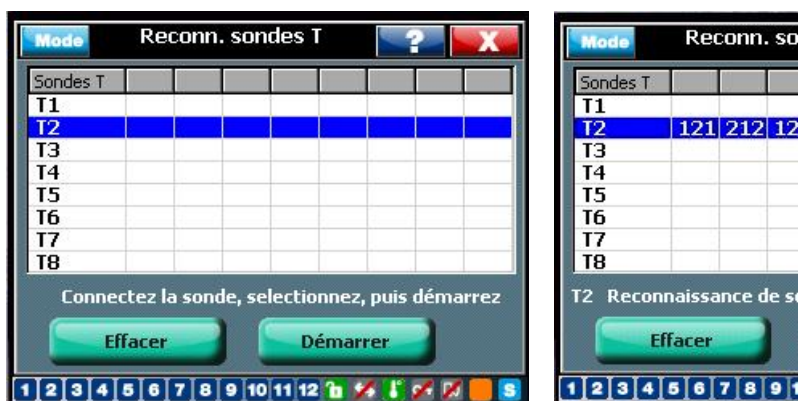 Mode Reconn. sondes T ? X
Sondes T
T1
T2
T3
T4
T5
T6
T7
T8
Connectez la sonde, selectionnez, puis démarrez
Effacer Démarrer
1 2 3 4 5 6 7 8 9 10 11 12 S
Mode Reconn.
Sondes T
T1
T2 121 212
T3
T4
T5
T6
T7
T8
T2 Reconnaissance de
Effacer
1 2 3 4 5 6 7 8 9